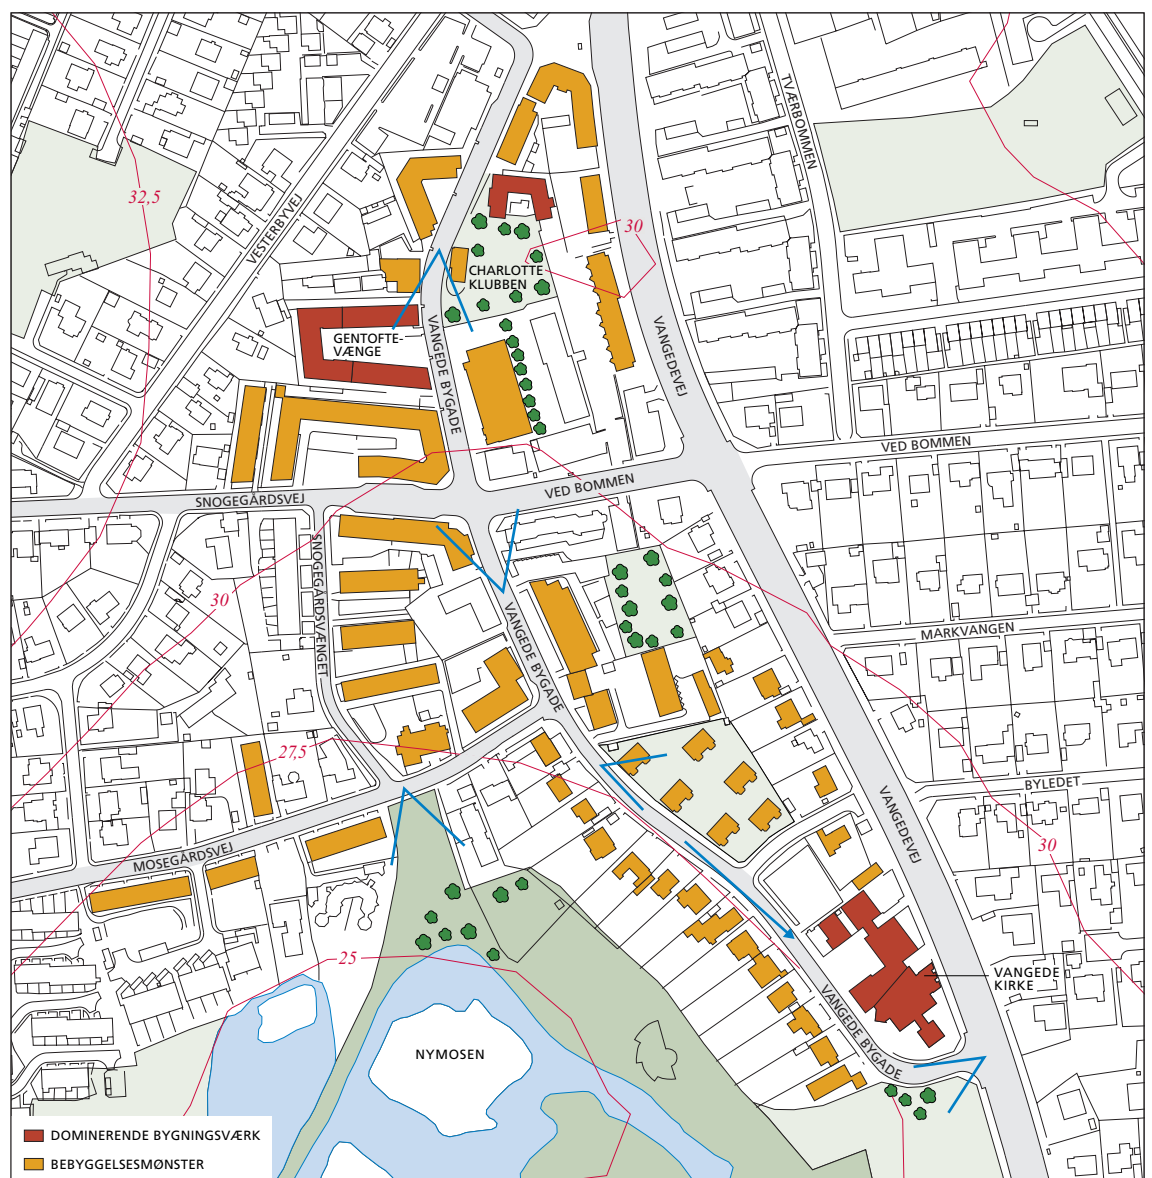 TVÆRBOMMEN
32,5
VESTERBYVEJ
30
CHARLOTTE
KLUBBEN
GENTOFTE-
VÆNGE
VANGEDE BYGADE
VANGEDEVEJ
VED BOMMEN
VED BOMMEN
SNOGEGÅRDSVEJ
SNOGEGÅRDSVÆNGET
30
VANGEDE BYGADE
MARKVANGEN
27,5
BYLEDET
VANGEDEVEJ
30
MOSEGÅRDSVEJ
25
VANGEDE
KIRKE
VANGEDE BYGADE
NYMOSEN
DOMINERENDE BYGNINGSVÆRK
BEBYGGELSESMØNSTER